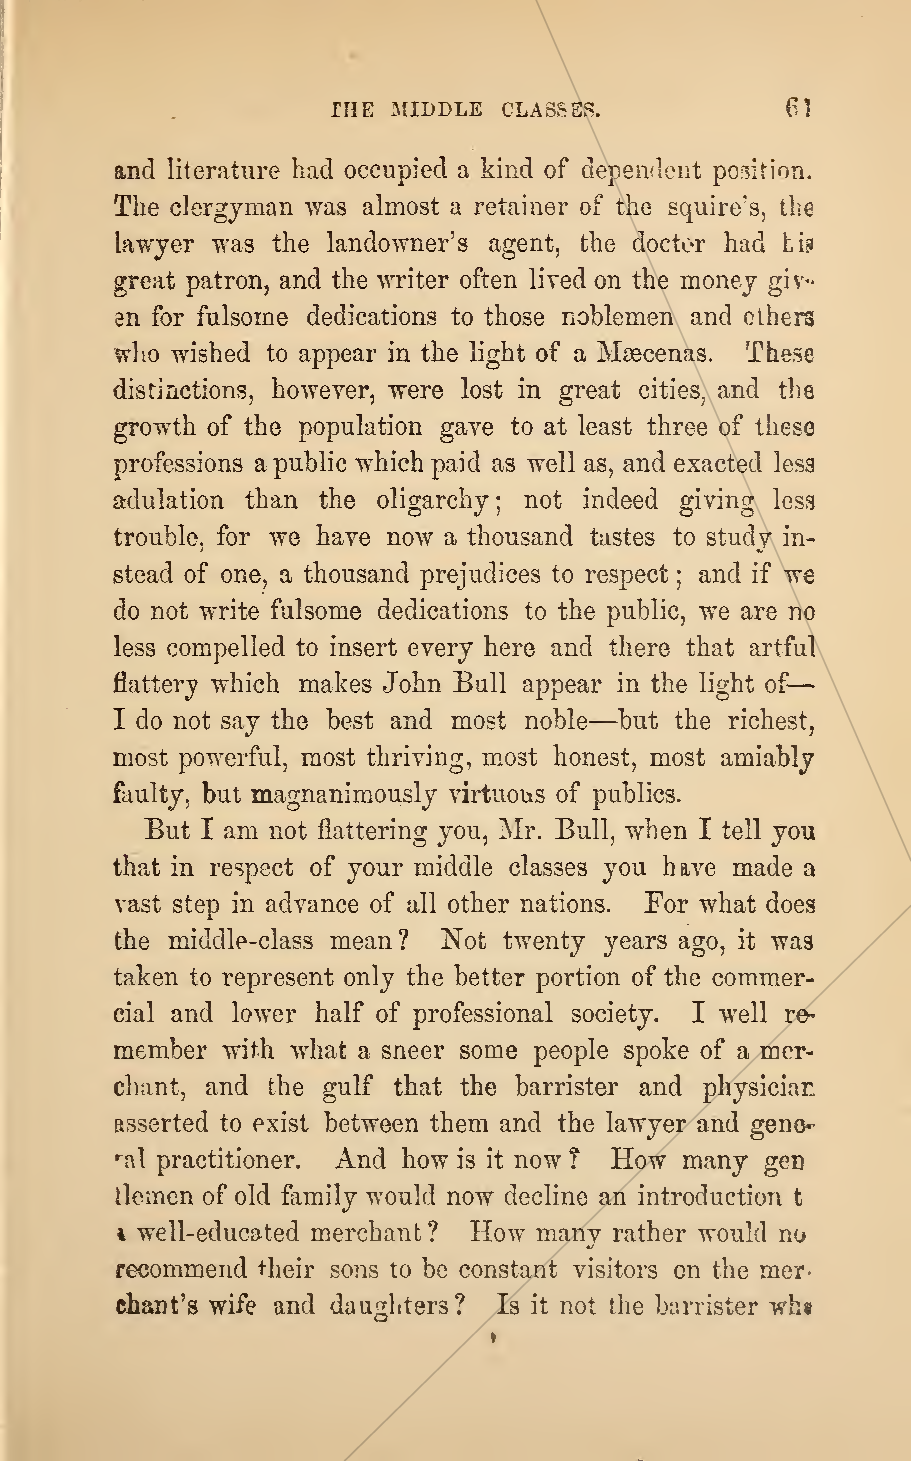 THE MIDDLE CLASSES. 61
and literature had occupied a kind of dependent position.
The clergyman was almost a retainer of the squire's, the
lawyer was the landowner's agent, the doctor had his
great patron, and the writer often lived on the money giv-
en for fulsome dedications to those noblemen and others
who wished to appear in the light of a Mæcenas. These
distinctions, however, were lost in great cities, and the
growth of the population gave to at least three of these
professions a public which paid as well as, and exacted less
adulation than the oligarchy; not indeed giving less
trouble, for we have now a thousand tastes to study in-
stead of one, a thousand prejudices to respect; and if we
do not write fulsome dedications to the public, we are no
less compelled to insert every here and there that artful
flattery which makes John Bull appear in the light of—
I do not say the best and most noble—but the richest,
most powerful, most thriving, most honest, most amiably
faulty, but magnanimously virtuous of publics.
But I am not flattering you, Mr. Bull, when I tell you
that in respect of your middle classes you have made a
vast step in advance of all other nations. For what does
the middle-class mean? Not twenty years ago, it was
taken to represent only the better portion of the commer-
cial and lower half of professional society. I well re-
member with what a sneer some people spoke of a mer-
chant, and the gulf that the barrister and physician
asserted to exist between them and the lawyer and gene-
ral practitioner. And how is it now? How many gen
tlemen of old family would now decline an introduction t
a well-educated merchant? How many rather would no
recommend their sons to be constant visitors on the mer-
chant's wife and daughters? Is it not the barrister who